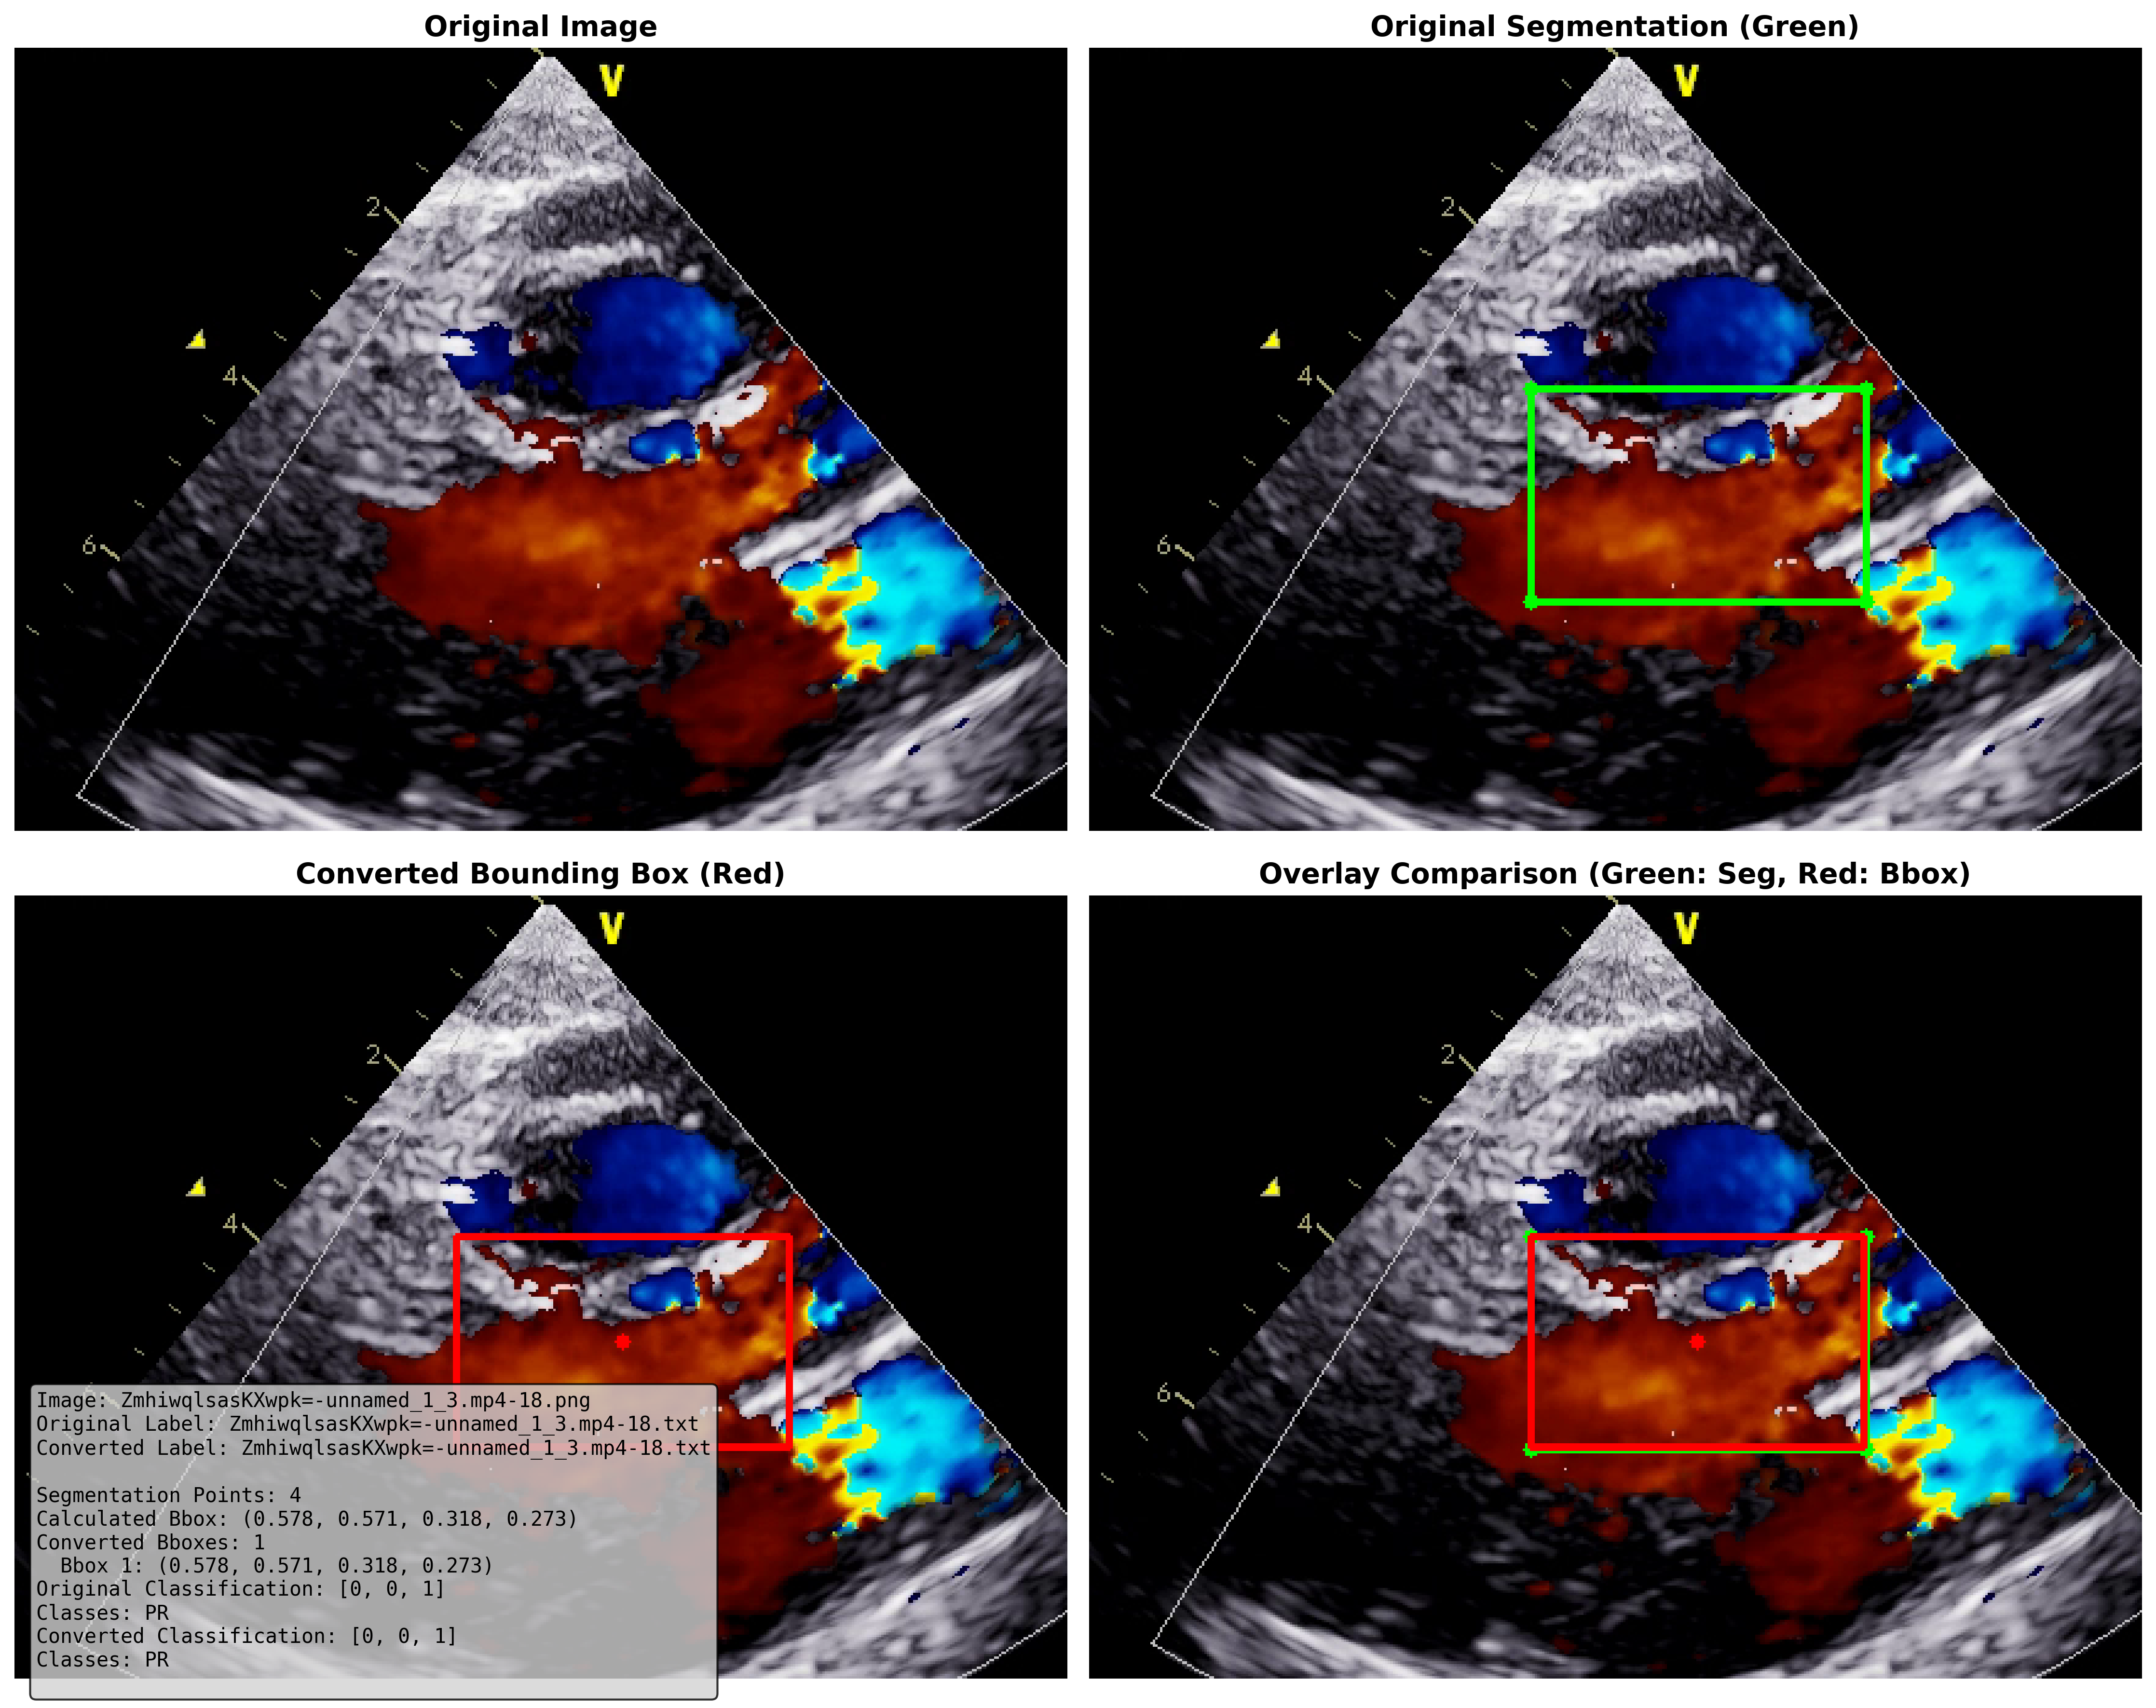 Original Image
Original Segmentation (Green)
V
2
4
6
V
2
4
6
Converted Bounding Box (Red)
Overlay Comparison (Green: Seg, Red: Bbox)
V
2
4
V
2
4
6
Image: ZmhiwqlsasKXwpk=-unnamed_1_3.mp4-18.png
Original Label: ZmhiwqlsasKXwpk=-unnamed_1_3.mp4-18.txt
Converted Label: ZmhiwqlsasKXwpk=-unnamed_1_3.mp4-18.txt
Segmentation Points: 4
Calculated Bbox: (0.578, 0.571, 0.318, 0.273)
Converted Bboxes: 1
Bbox 1: (0.578, 0.571, 0.318, 0.273)
Original Classification: [0, 0, 1]
Classes: PR
Converted Classification: [0, 0, 1]
Classes: PR